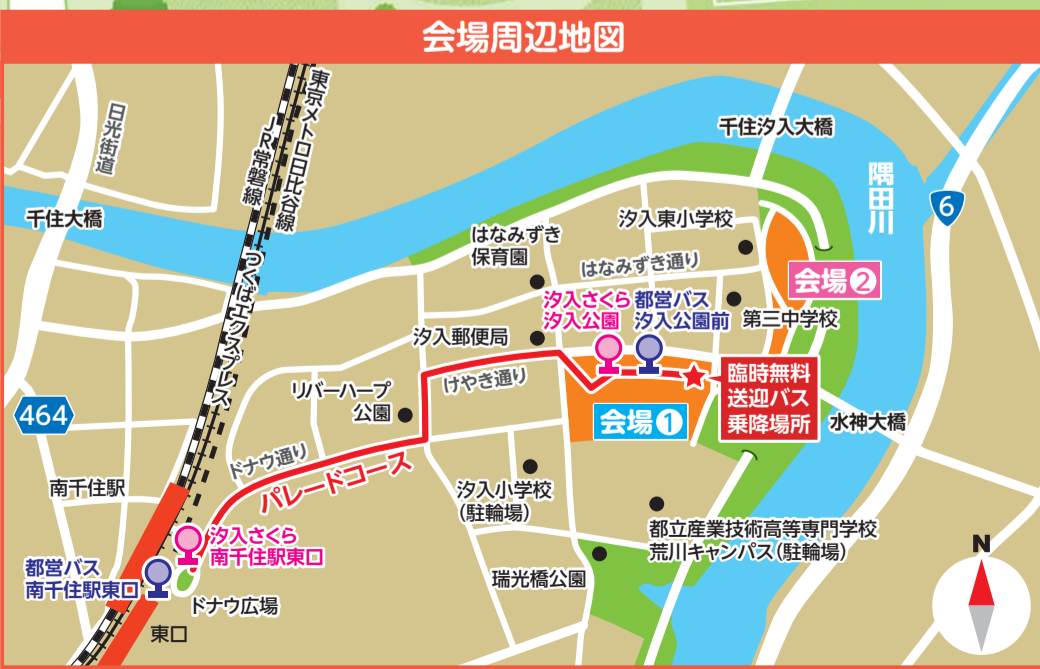 会場周辺地図
日光街道
東京メトロ日比谷線
JR常磐線
つくばエクスプレス
千住大橋
千住汐入大橋
隅田川
6
はなみずき
保育園
汐入東小学校
はなみずき通り
会場2
汐入さくら
汐入公園
都営バス
汐入公園前
第三中学校
汐入郵便局
けやき通り
リバーハープ
公園
臨時無料
送迎バス
乗降場所
会場1
水神大橋
464
ドナウ通り
パレードコース
南千住駅
汐入小学校
(駐輪場)
都立産業技術高等専門学校
荒川キャンパス(駐輪場)
汐入さくら
南千住駅東口
都営バス
南千住駅東口
瑞光橋公園
ドナウ広場
東口
N